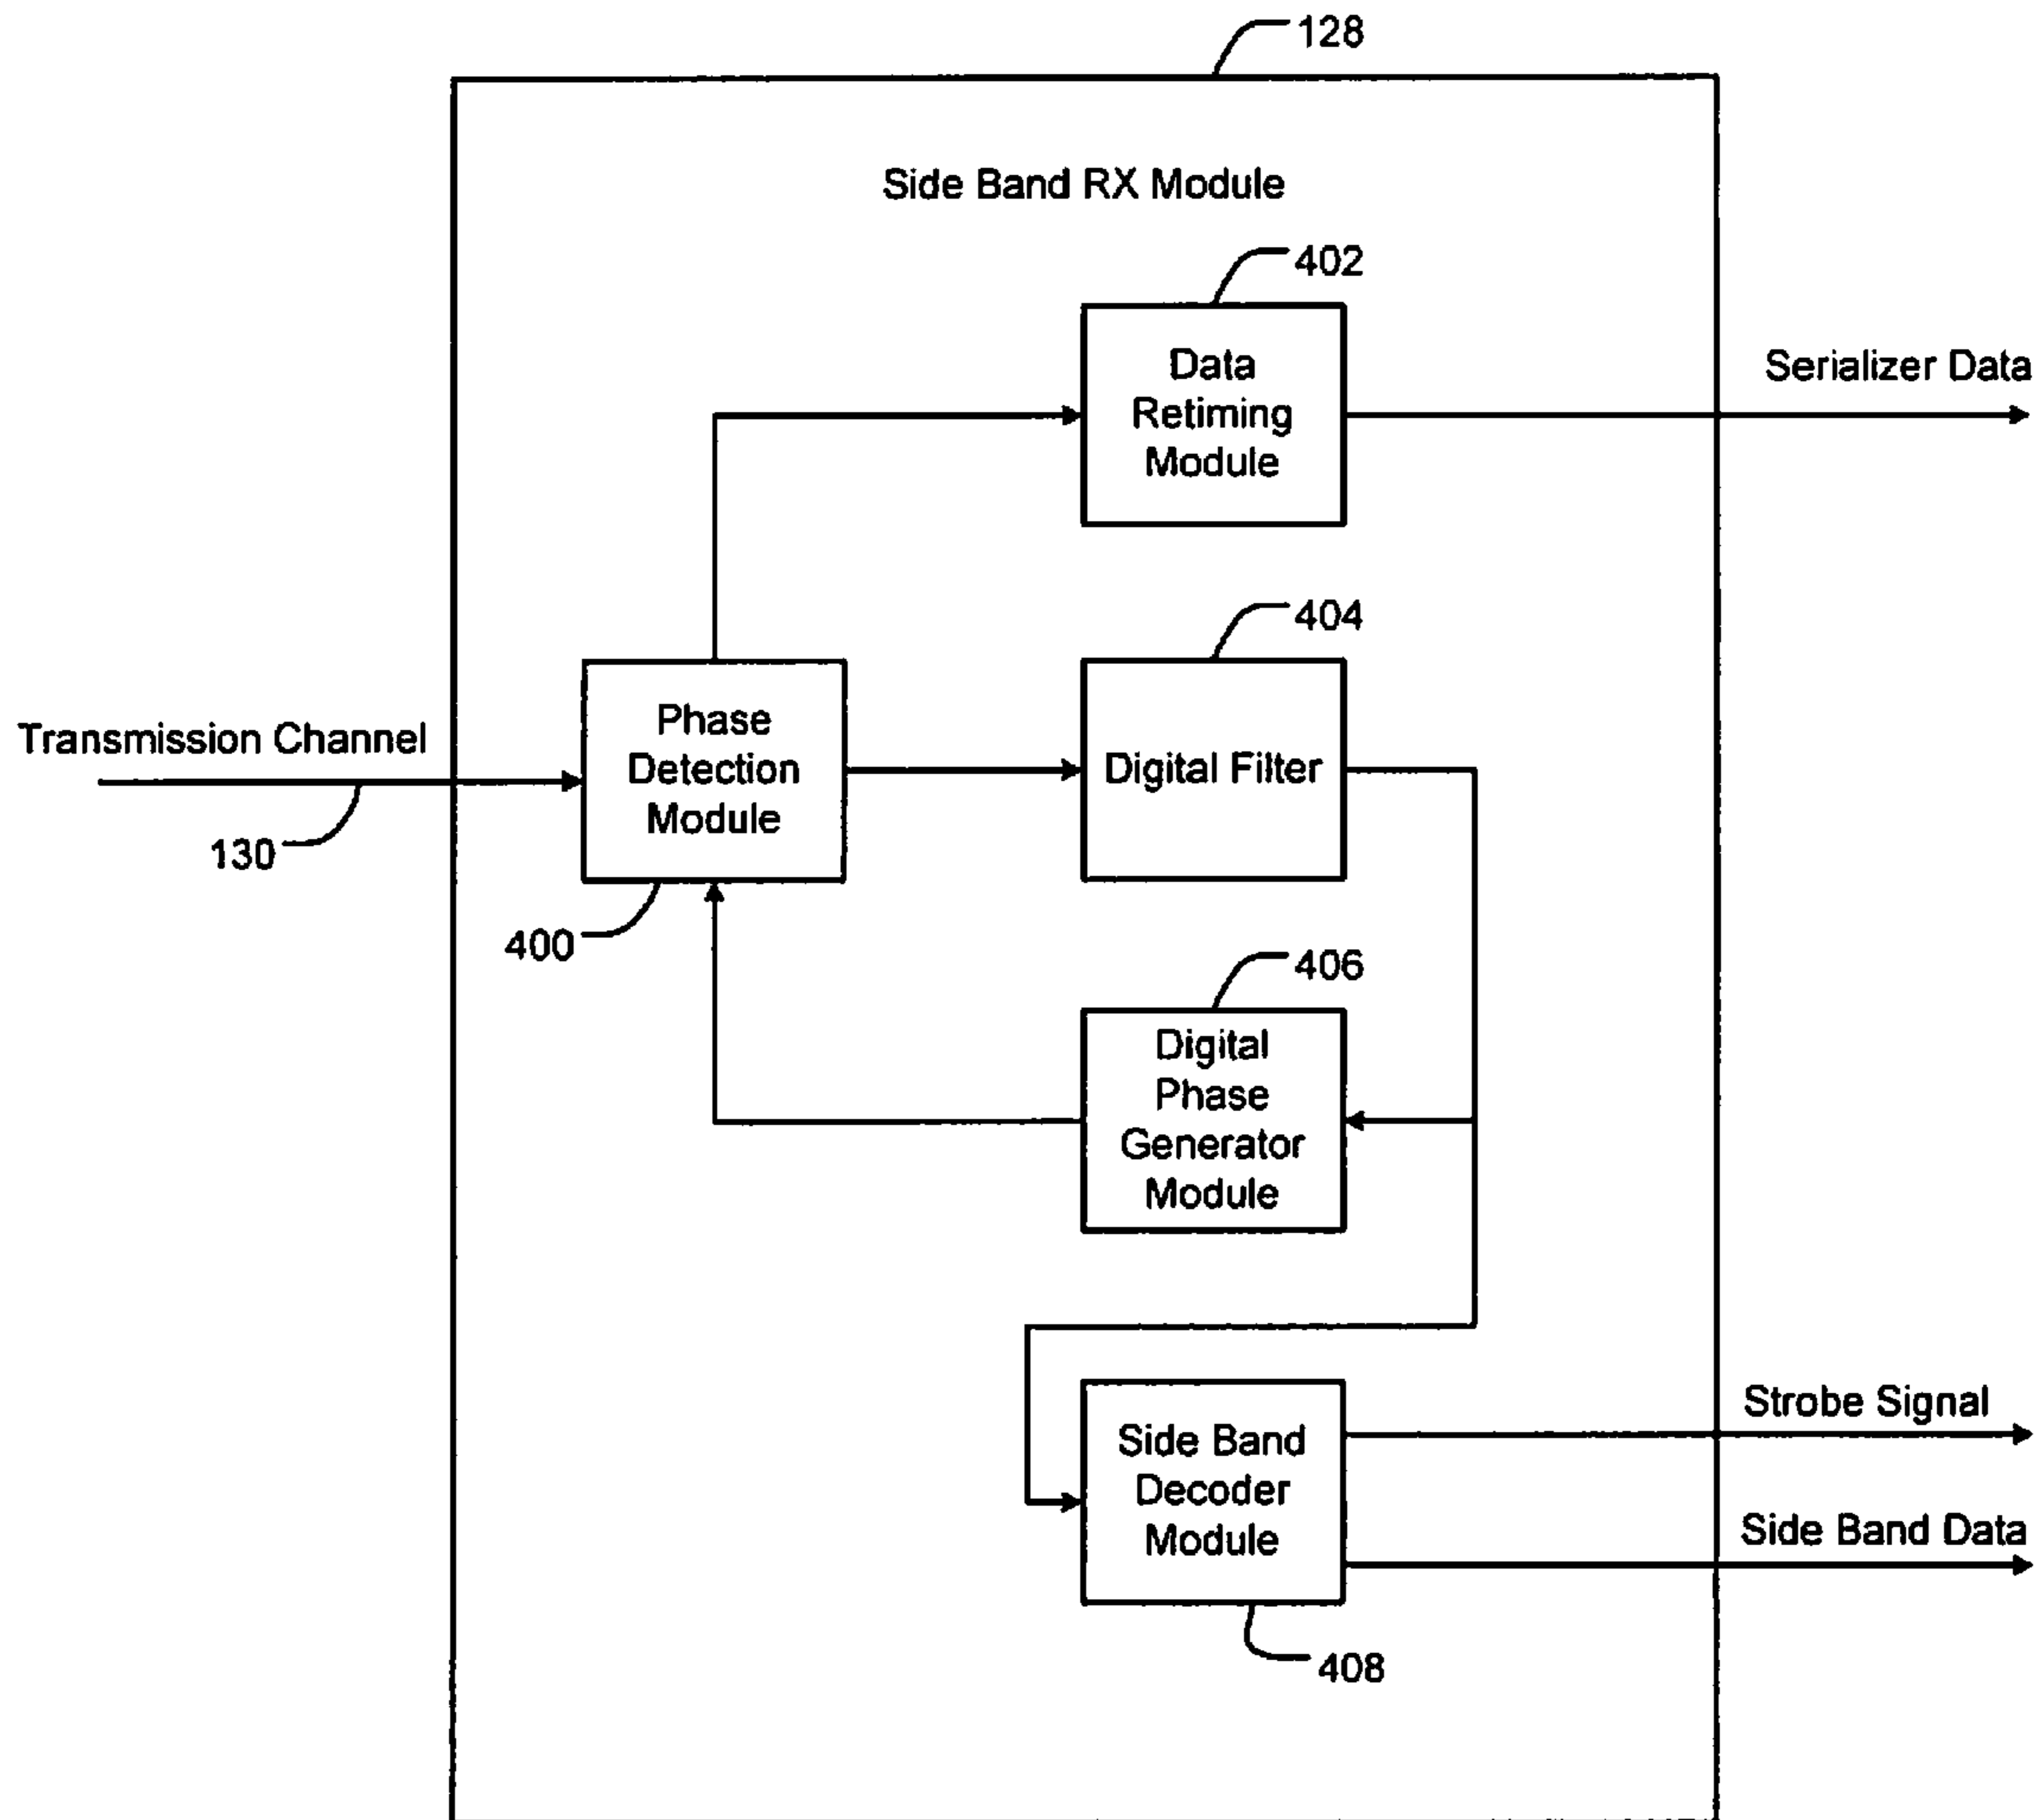 128
Side Band RX Module
402
Data
Retiming
Module
Serializer Data
404
Phase
Detection
Module
Digital Filter
Transmission Channel
130
400
406
Digital
Phase
Generator
Module
Strobe Signal
Side Band
Decoder
Module
Side Band Data
408